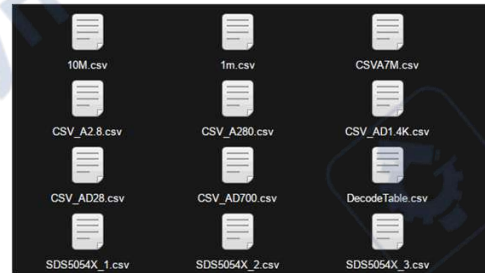 10M.csv 1m.csv CSVA7M.csv
CSV_A2.8.csv CSV_A280.csv CSV_AD1.4K.csv
CSV_AD28.csv CSV_AD700.csv DecodeTable.csv
SDS5054X_1.csv SDS5054X_2.csv SDS5054X_3.csv